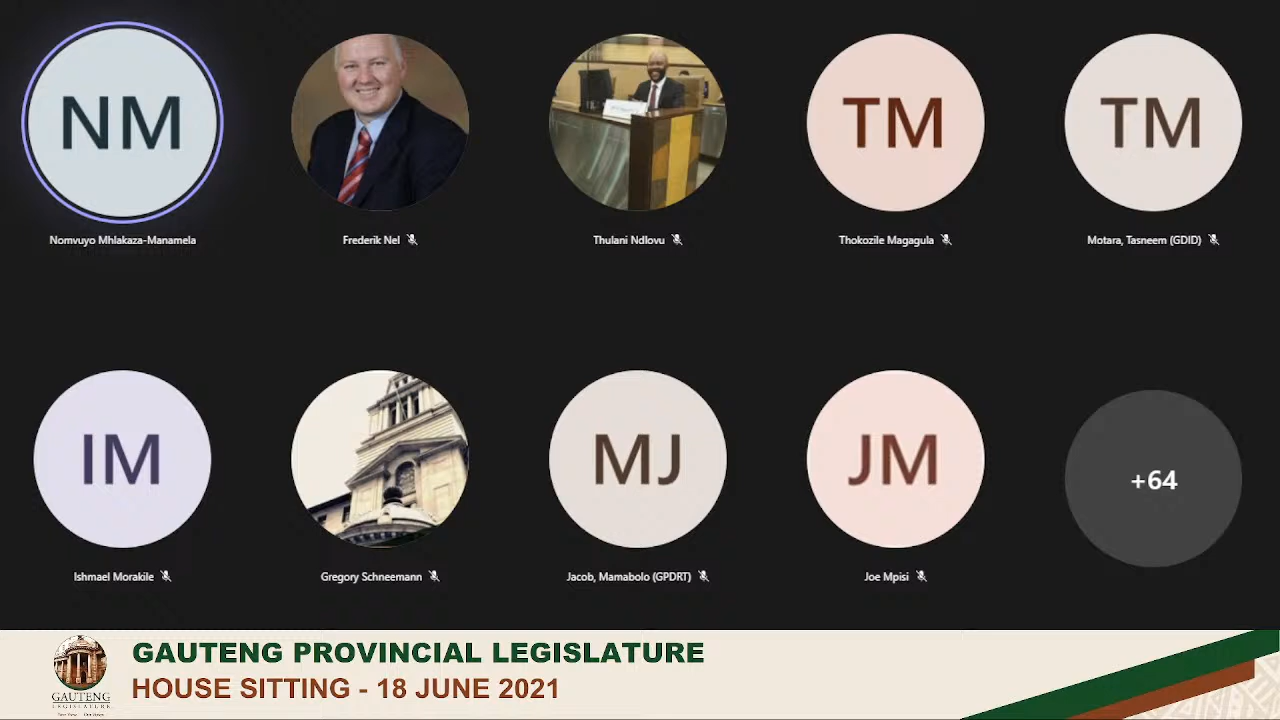 NM
TM
TM
Nomvuyo Mhlakaza-Manamela
Frederik Nel
Thulani Ndlovu
Thokozile Magagula
Motara, Tasneem (GDID)
IM
MJ
JM
+64
Ishmael Morakile
Gregory Schneemann
Jacob, Mamabolo (GPDRT)
Joe Mpisi
GAUTENG PROVINCIAL LEGISLATURE
HOUSE SITTING - 18 JUNE 2021
GAUTENG
LEGISLATURE